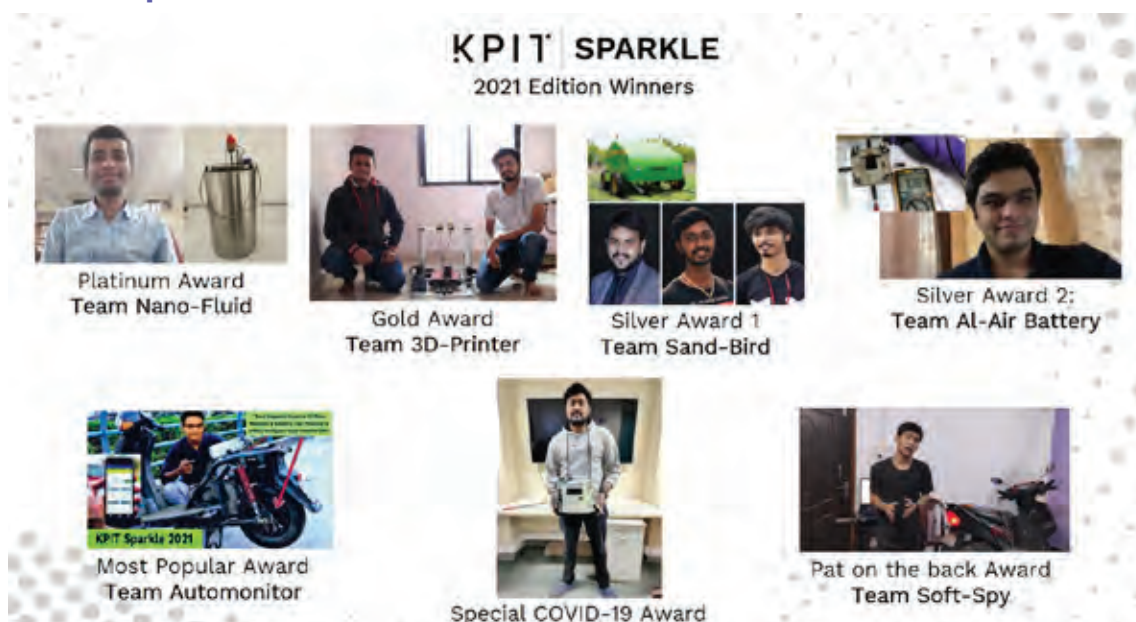 KPIT SPARKLE
2021 Edition Winners
Platinum Award
Team Nano-Fluid
Gold Award
Team 3D-Printer
Silver Award 1
Team Sand-Bird
Silver Award 2:
Team Al-Air Battery
KPIT Sparkle 2021
Most Popular Award
Team Automonitor
Special COVID-19 Award
Pat on the back Award
Team Soft-Spy